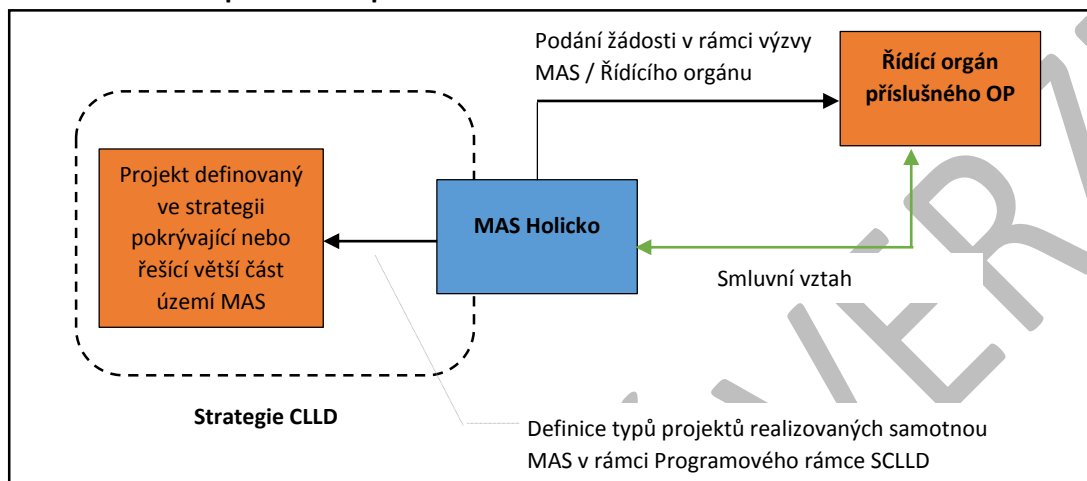 Podání žádosti v rámci výzvy
MAS / Řídícího orgánu
Řídící orgán
příslušného OP
Projekt definovaný
ve strategii
pokrývající nebo
řešící větší část
území MAS
MAS Holicko
Smluvní vztah
Strategie CLLD
Definice typů projektů realizovaných samotnou
MAS v rámci Programového rámce SCLLD